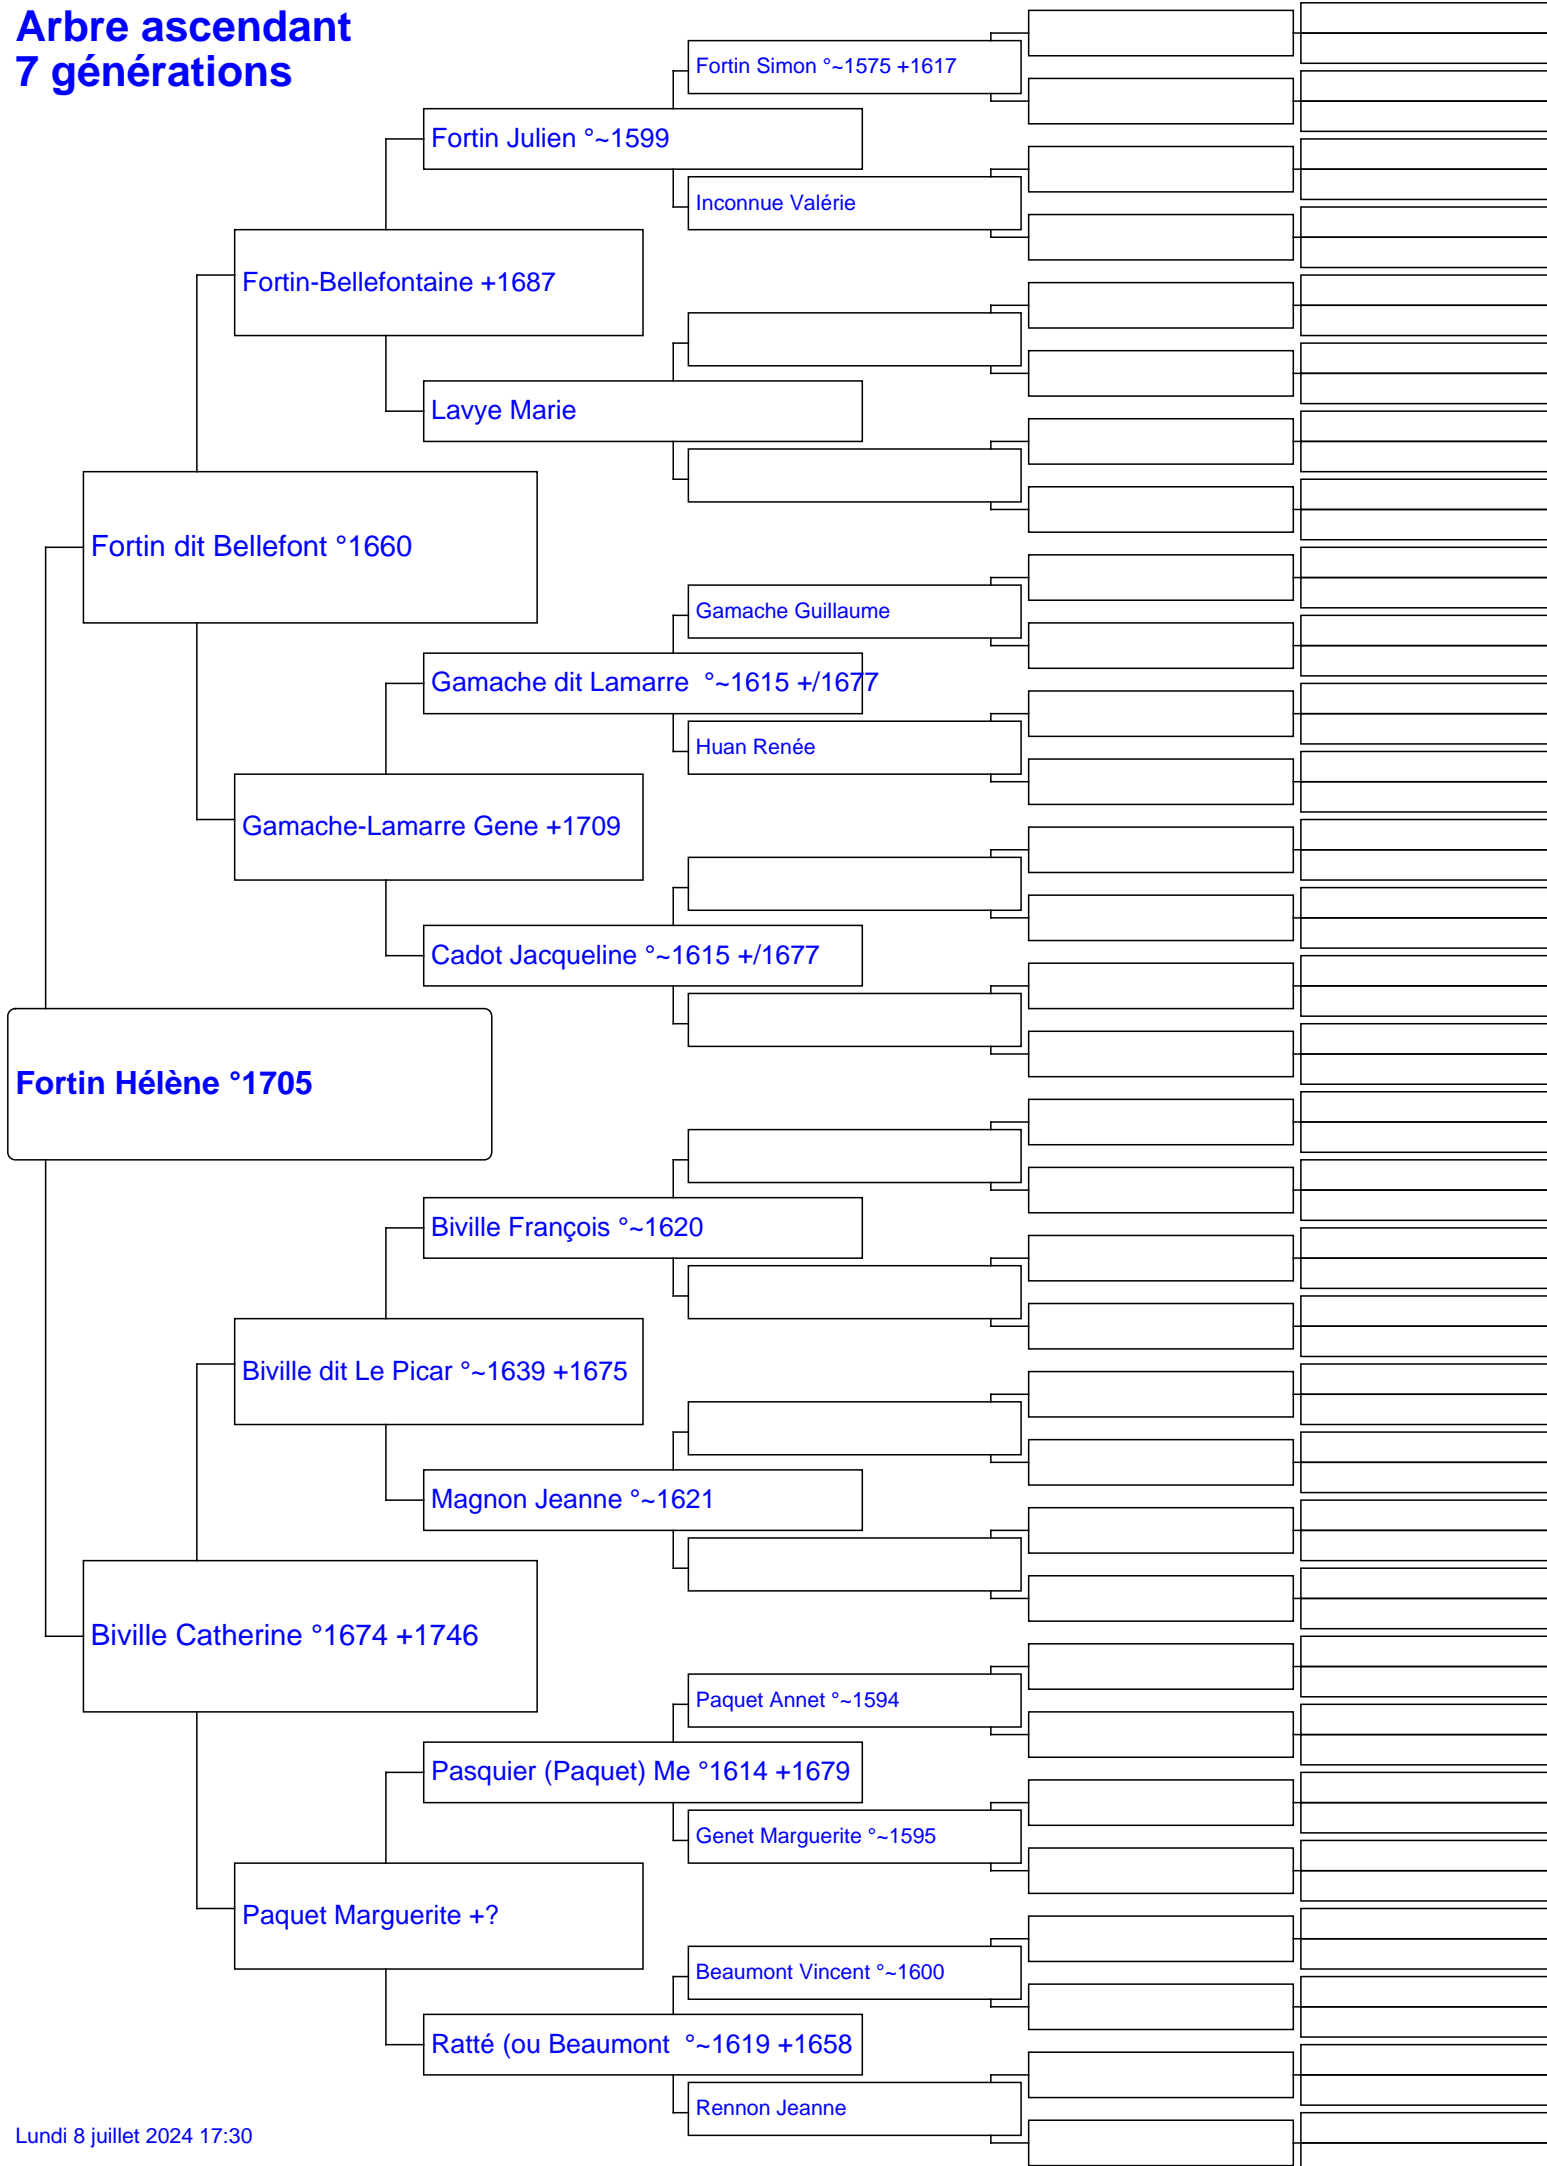 Arbre ascendant
7 générations
Fortin Simon °~1575 +1617
Fortin Julien °~1599
Inconnue Valérie
Fortin-Bellefontaine +1687
Lavye Marie
Fortin dit Bellefont °1660
Gamache Guillaume
Gamache dit Lamarre  °~1615 +/1677
Huan Renée
Gamache-Lamarre Gene +1709
Cadot Jacqueline °~1615 +/1677
Fortin Hélène °1705
Biville François °~1620
Biville dit Le Picar °~1639 +1675
Magnon Jeanne °~1621
Biville Catherine °1674 +1746
Paquet Annet °~1594
Pasquier (Paquet) Me °1614 +1679
Genet Marguerite °~1595
Paquet Marguerite +?
Beaumont Vincent °~1600
Ratté (ou Beaumont  °~1619 +1658
Rennon Jeanne
Lundi 8 juillet 2024 17:30